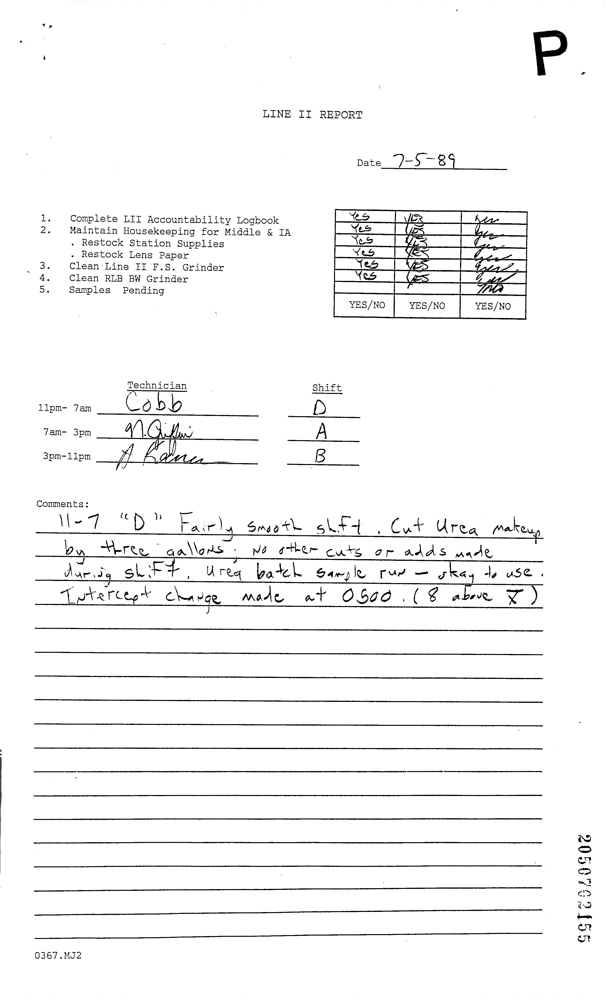 P
LINE II REPORT
Date 7-5-89
1. Complete LII Accountability Logbook
2. Maintain Housekeeping for Middle & IA
. Restock Station Supplies
. Restock Lens Paper
3. Clean Line II F.S. Grinder
4. Clean RLB BW Grinder
5. Samples Pending
Yes YES yes
Yes YES yes
Yes YES yes
Yes YES yes
Yes YES yes
Yes YES yes
YES/NO YES/NO YES/NO
Technician Shift
11pm- 7am Cobb D
7am- 3pm A
3pm-11pm B
Comments:
11-7 "D" Fairly smooth shift. Cut Urea makeup
by three gallons; No other cuts or adds made
during shift. Urea batch sample run - okay to use.
Intercept change made at 0500. (8 above X̅)
0367.MJ2
2050702155